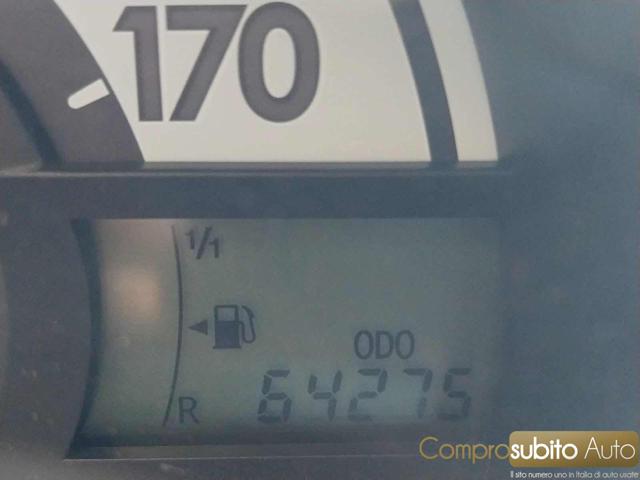 170
1/1
ODO
R 64275
Comprosubito Auto
Il sito numero uno in Italia di auto usate